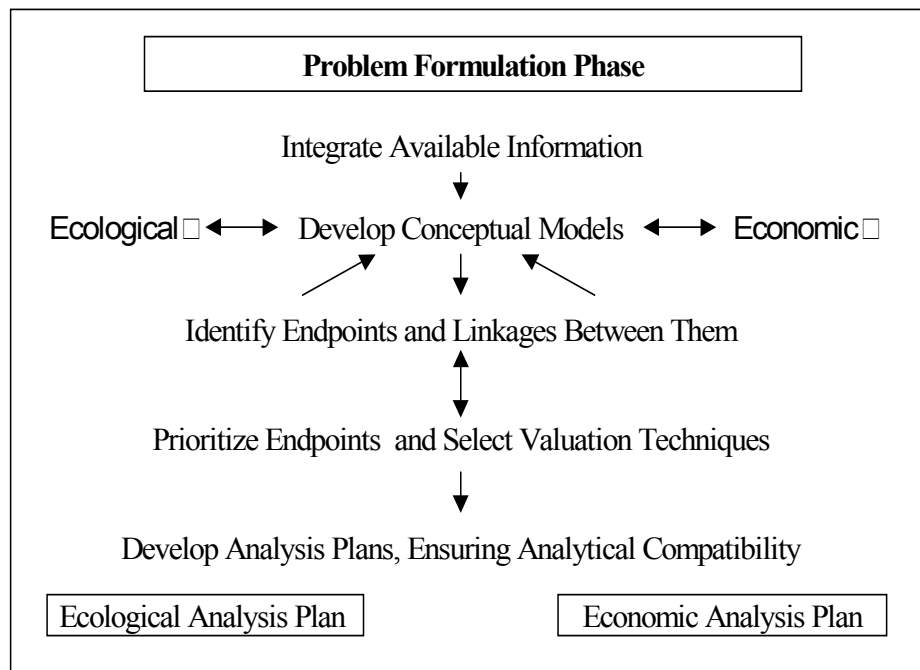 Problem Formulation Phase
Integrate Available Information
Ecological□ Develop Conceptual Models Economic□
Identify Endpoints and Linkages Between Them
Prioritize Endpoints and Select Valuation Techniques
Develop Analysis Plans, Ensuring Analytical Compatibility
Ecological Analysis Plan Economic Analysis Plan